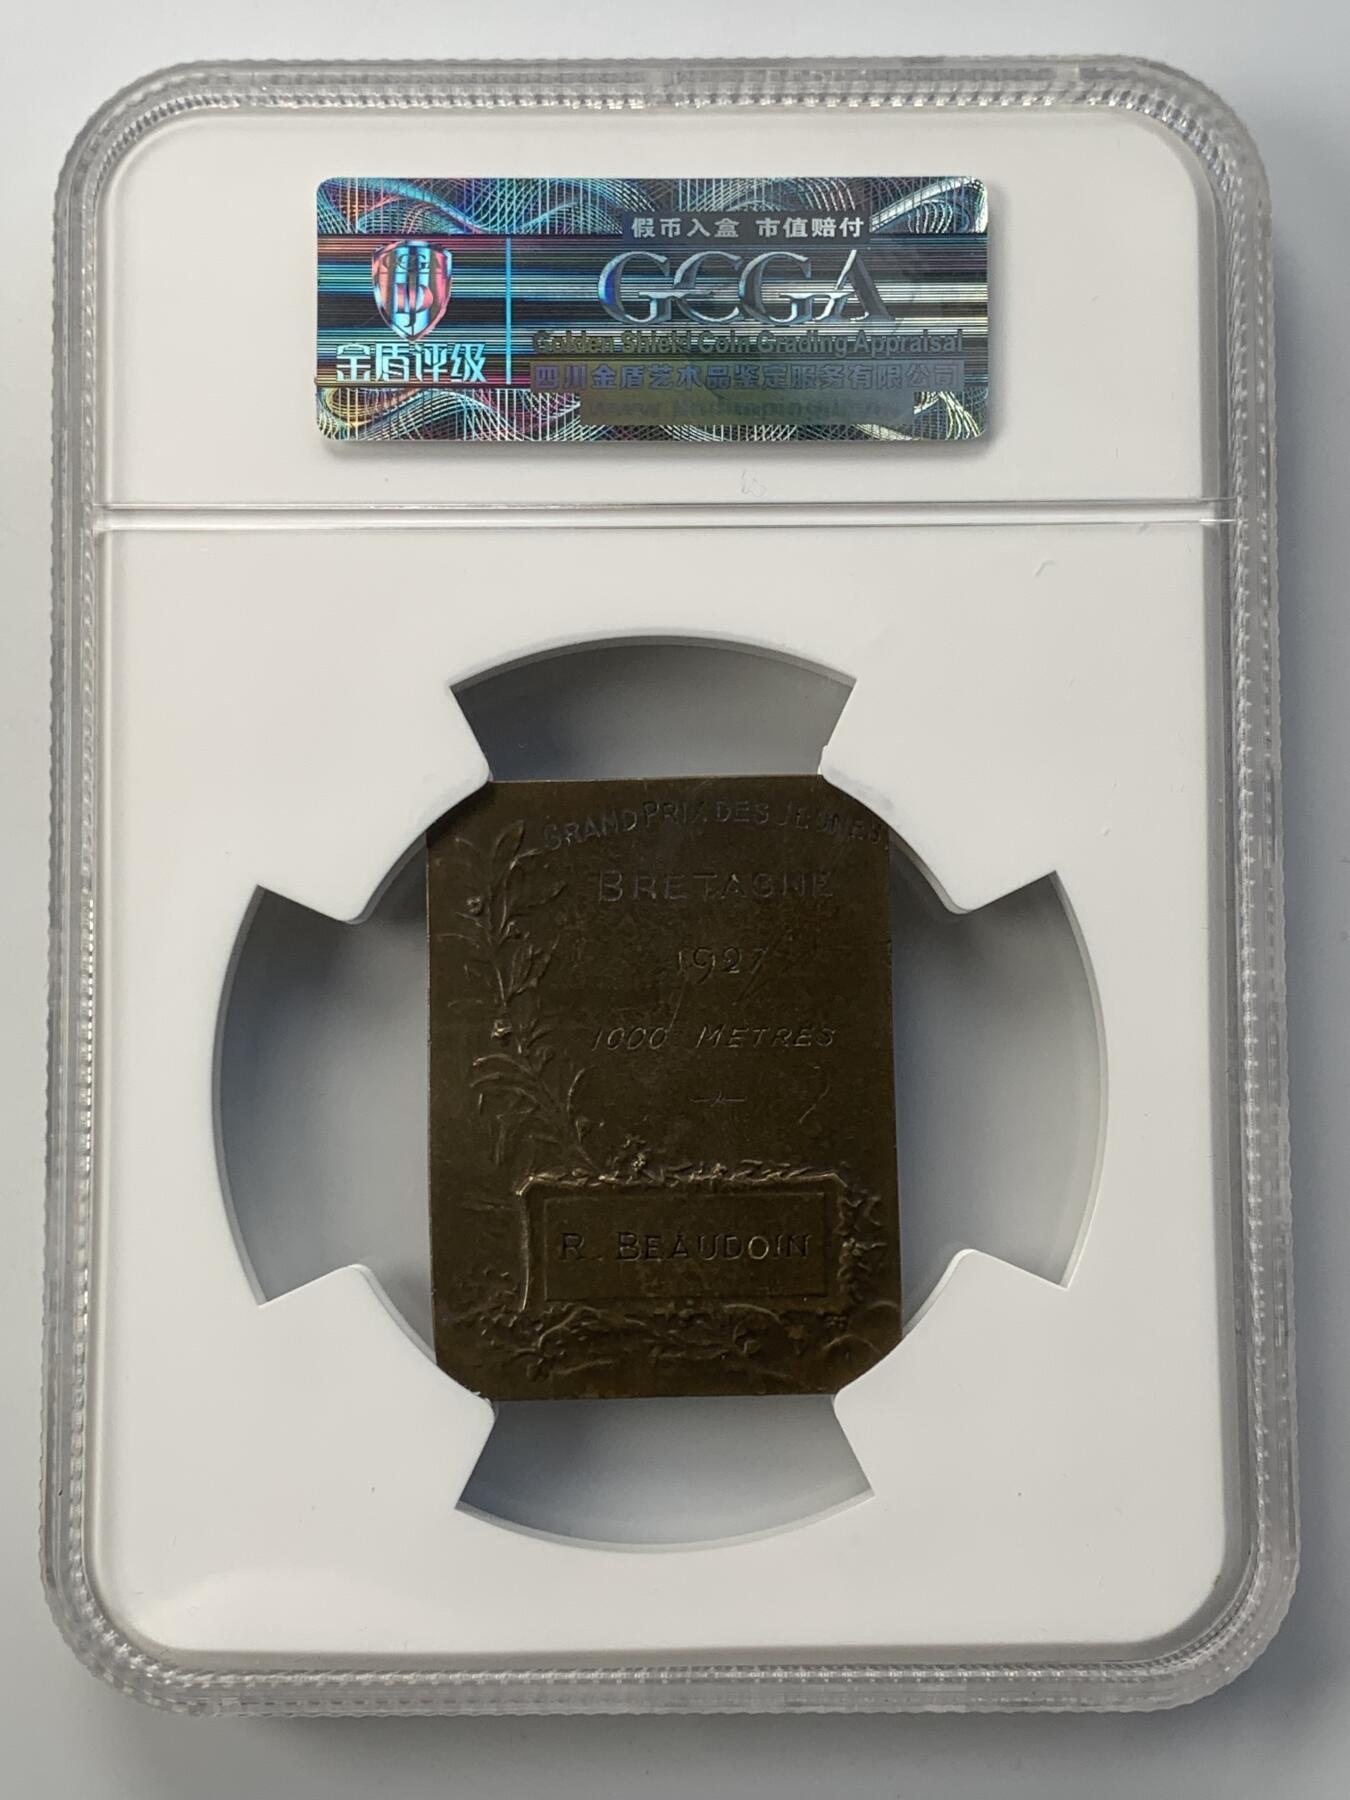 假币入盒 市值赔付
GCGA
GCGA
金盾评级
Golden Shield Coin Grading Appraisal
四川金盾艺术品鉴定服务有限公司
GRAND PRIX DES JEUNES
BRETAGNE
1927
1000 METRES
R. BEAUDOIN